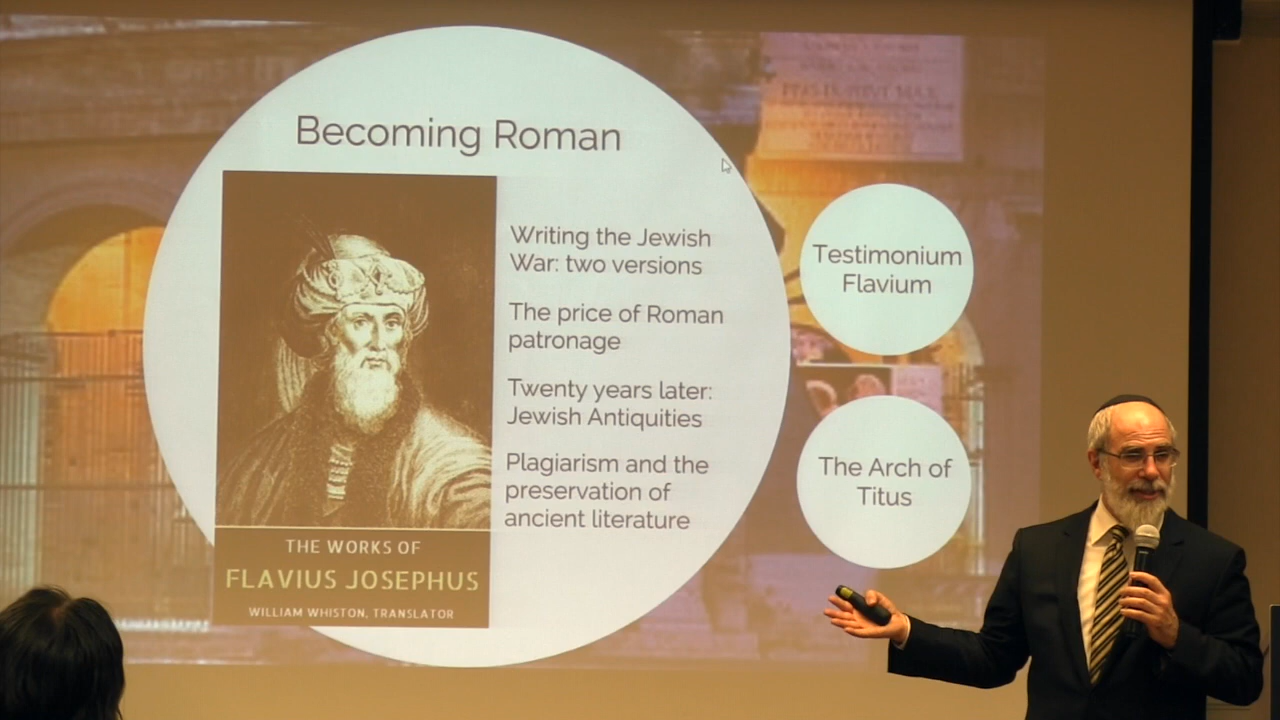 Becoming Roman
Writing the Jewish
War: two versions
The price of Roman
patronage
Twenty years later:
Jewish Antiquities
Plagiarism and the
preservation of
ancient literature
THE WORKS OF
FLAVIUS JOSEPHUS
WILLIAM WHISTON, TRANSLATOR
Testimonium
Flavium
The Arch of
Titus